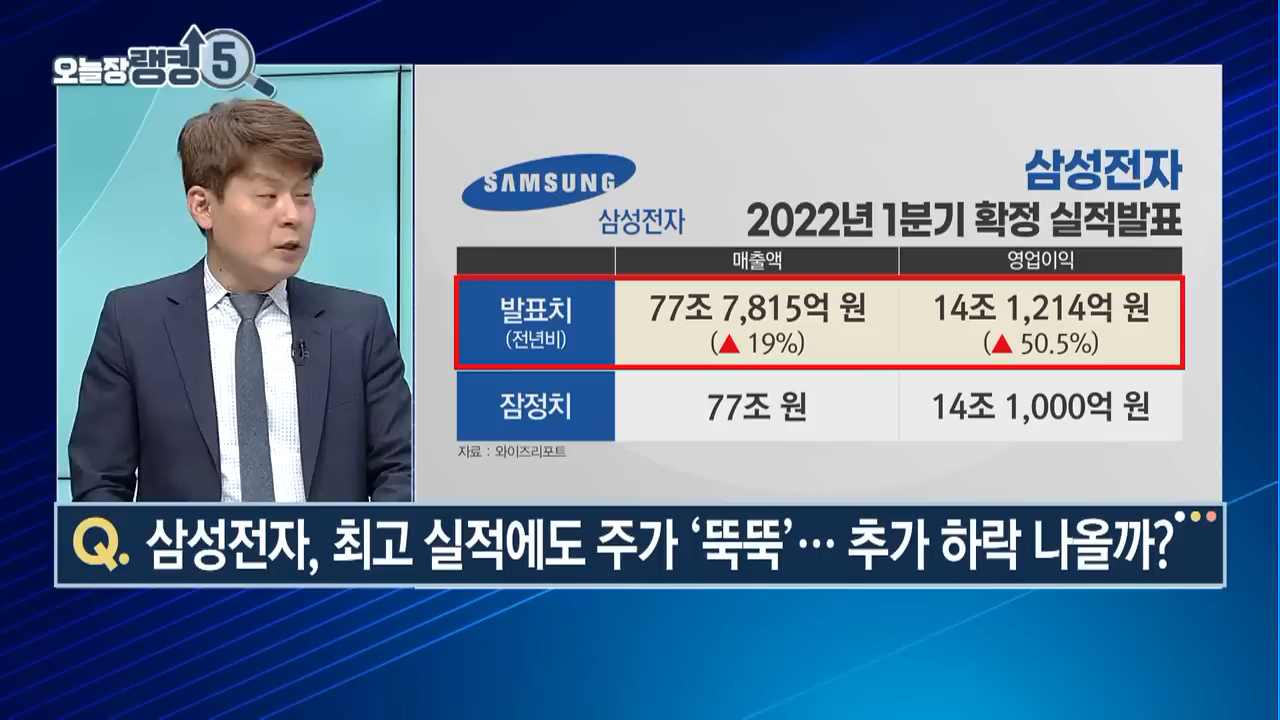 오늘장 랭킹 5
SAMSUNG
삼성전자
삼성전자
2022년 1분기 확정 실적발표
매출액 영업이익
발표치 77조 7,815억 원 14조 1,214억 원
(전년비) (▲ 19%) (▲ 50.5%)
잠정치 77조 원 14조 1,000억 원
자료 : 와이즈리포트
Q. 삼성전자, 최고 실적에도 주가 ‘뚝뚝’… 추가 하락 나올까?